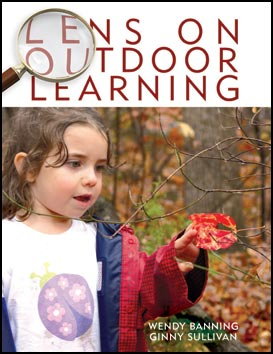 LENS ON
OUTDOOR
LEARNING
WENDY BANNING
GINNY SULLIVAN